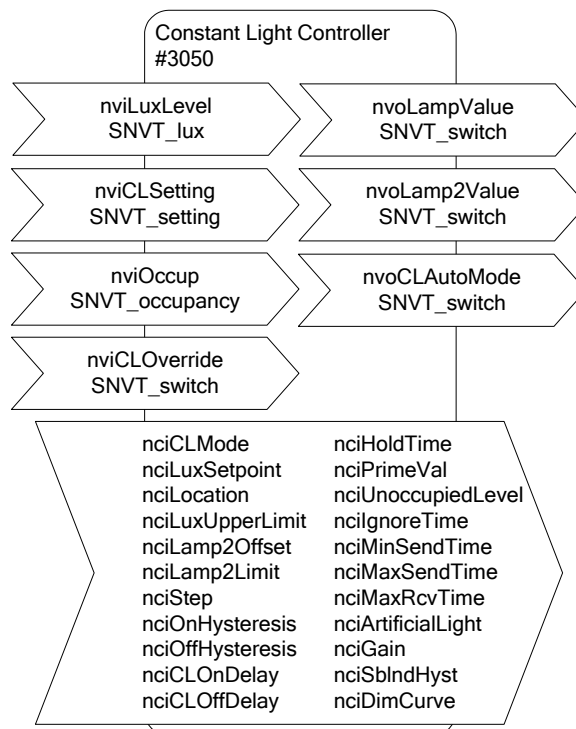 Constant Light Controller
#3050
nviLuxLevel
SNVT_lux
nviCLSetting
SNVT_setting
nviOccup
SNVT_occupancy
nviCLOverride
SNVT_switch
nvoLampValue
SNVT_switch
nvoLamp2Value
SNVT_switch
nvoCLAutoMode
SNVT_switch
nciCLMode
nciLuxSetpoint
nciLocation
nciLuxUpperLimit
nciLamp2Offset
nciLamp2Limit
nciStep
nciOnHysteresis
nciOffHysteresis
nciCLOnDelay
nciCLOffDelay
nciHoldTime
nciPrimeVal
nciUnoccupiedLevel
nciIgnoreTime
nciMinSendTime
nciMaxSendTime
nciMaxRcvTime
nciArtificialLight
nciGain
nciSblndHyst
nciDimCurve